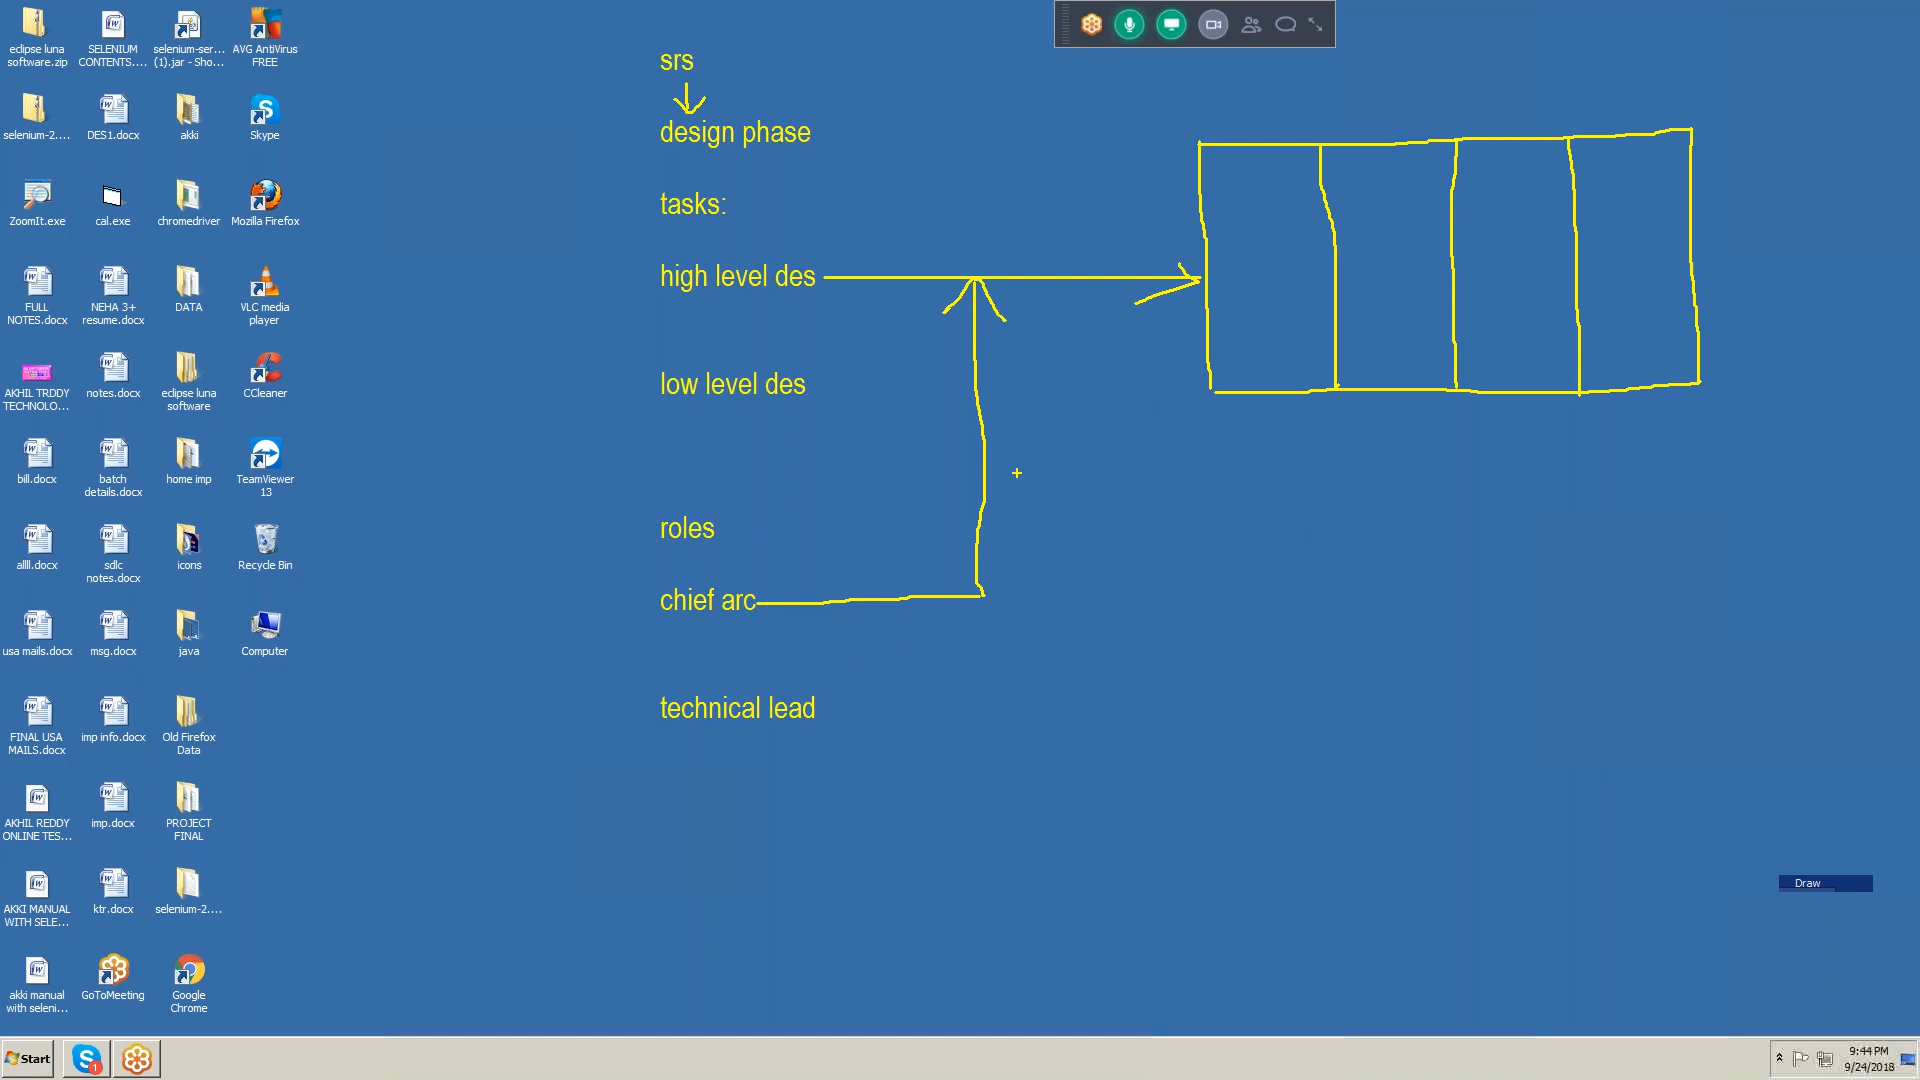 eclipse luna
software.zip
SELENIUM
CONTENTS....
selenium-ser...
(1).jar - Sho...
AVG AntiVirus
FREE
selenium-2....
DES1.docx
akki
Skype
ZoomIt.exe
cal.exe
chromedriver
Mozilla Firefox
FULL
NOTES.docx
NEHA 3+
resume.docx
DATA
VLC media
player
AKHIL TRDDY
TECHNOLO...
notes.docx
eclipse luna
software
CCleaner
bill.docx
batch
details.docx
home imp
TeamViewer
13
allll.docx
sdlc
notes.docx
icons
Recycle Bin
usa mails.docx
msg.docx
java
Computer
FINAL USA
MAILS.docx
imp info.docx
Old Firefox
Data
AKHIL REDDY
ONLINE TES...
imp.docx
PROJECT
FINAL
AKKI MANUAL
WITH SELE...
ktr.docx
selenium-2....
akki manual
with seleni...
GoToMeeting
Google
Chrome
srs
design phase
tasks:
high level des
low level des
roles
chief arc
technical lead
Draw
Start
1
9:44 PM
9/24/2018